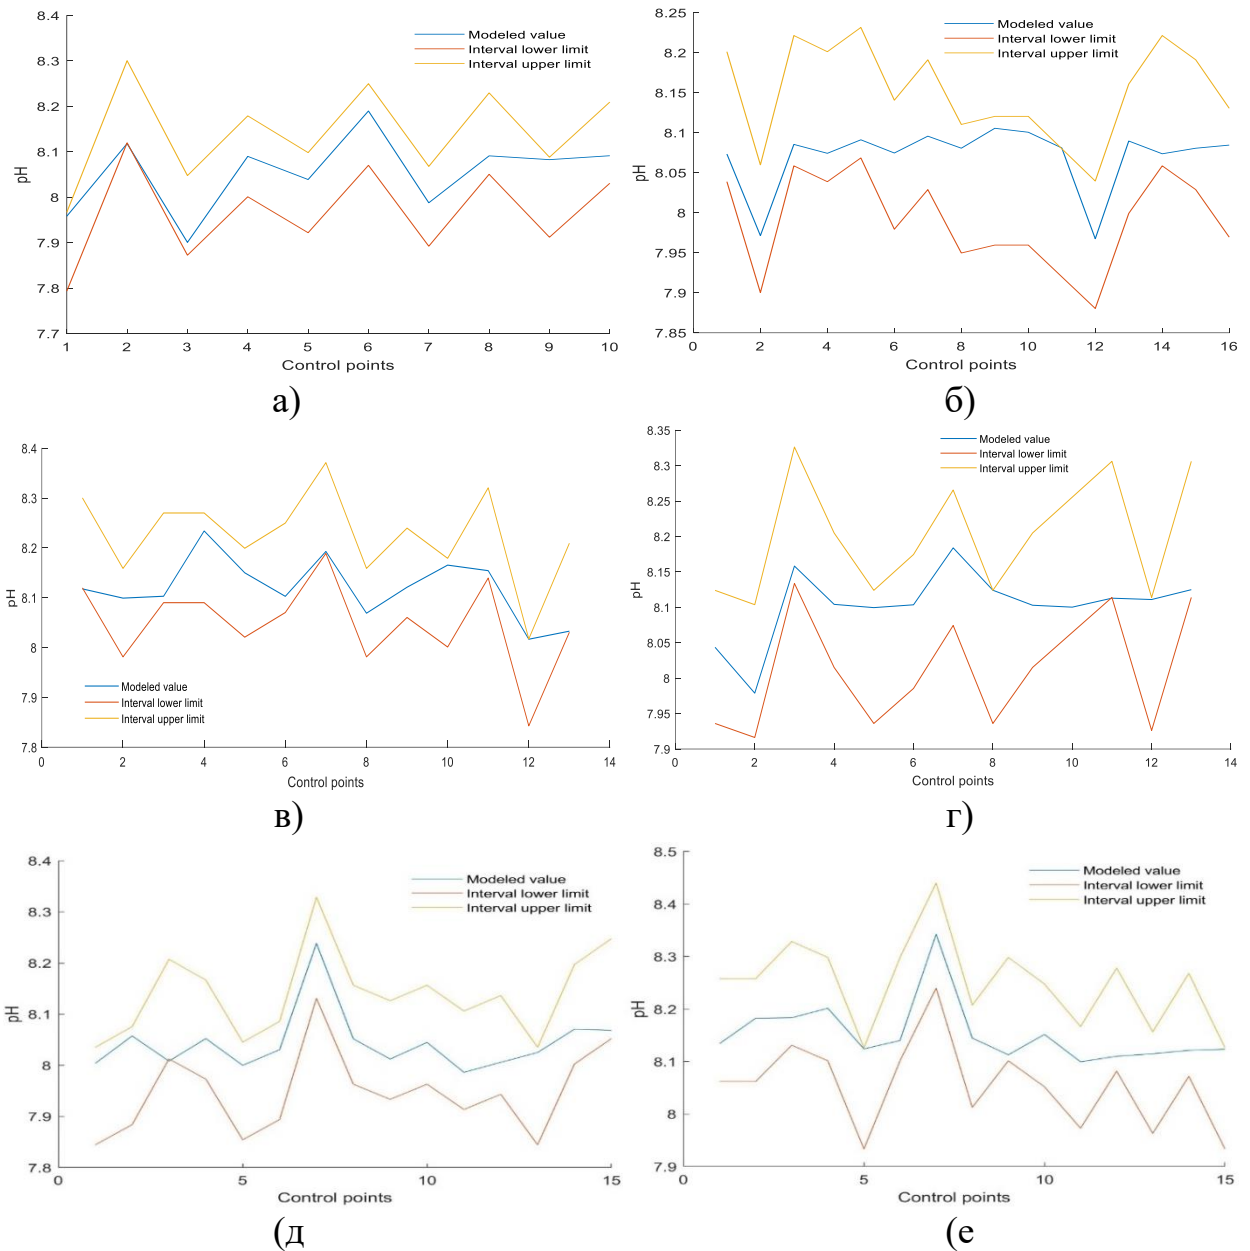 8.4
8.3
8.2
8.1
8
7.9
7.8
7.7
pH
1 2 3 4 5 6 7 8 9 10
Control points
Modeled value
Interval lower limit
Interval upper limit
а)
8.25
8.2
8.15
8.1
8.05
8
7.95
7.9
7.85
pH
0 2 4 6 8 10 12 14 16
Control points
Modeled value
Interval lower limit
Interval upper limit
б)
8.4
8.3
8.2
8.1
8
7.9
7.8
pH
0 2 4 6 8 10 12 14
Control points
Modeled value
Interval lower limit
Interval upper limit
в)
8.35
8.3
8.25
8.2
8.15
8.1
8.05
8
7.95
7.9
pH
0 2 4 6 8 10 12 14
Control points
Modeled value
Interval lower limit
Interval upper limit
г)
8.4
8.3
8.2
8.1
8
7.9
7.8
pH
0 5 10 15
Control points
Modeled value
Interval lower limit
Interval upper limit
(д
8.5
8.4
8.3
8.2
8.1
8
7.9
pH
0 5 10 15
Control points
Modeled value
Interval lower limit
Interval upper limit
(е